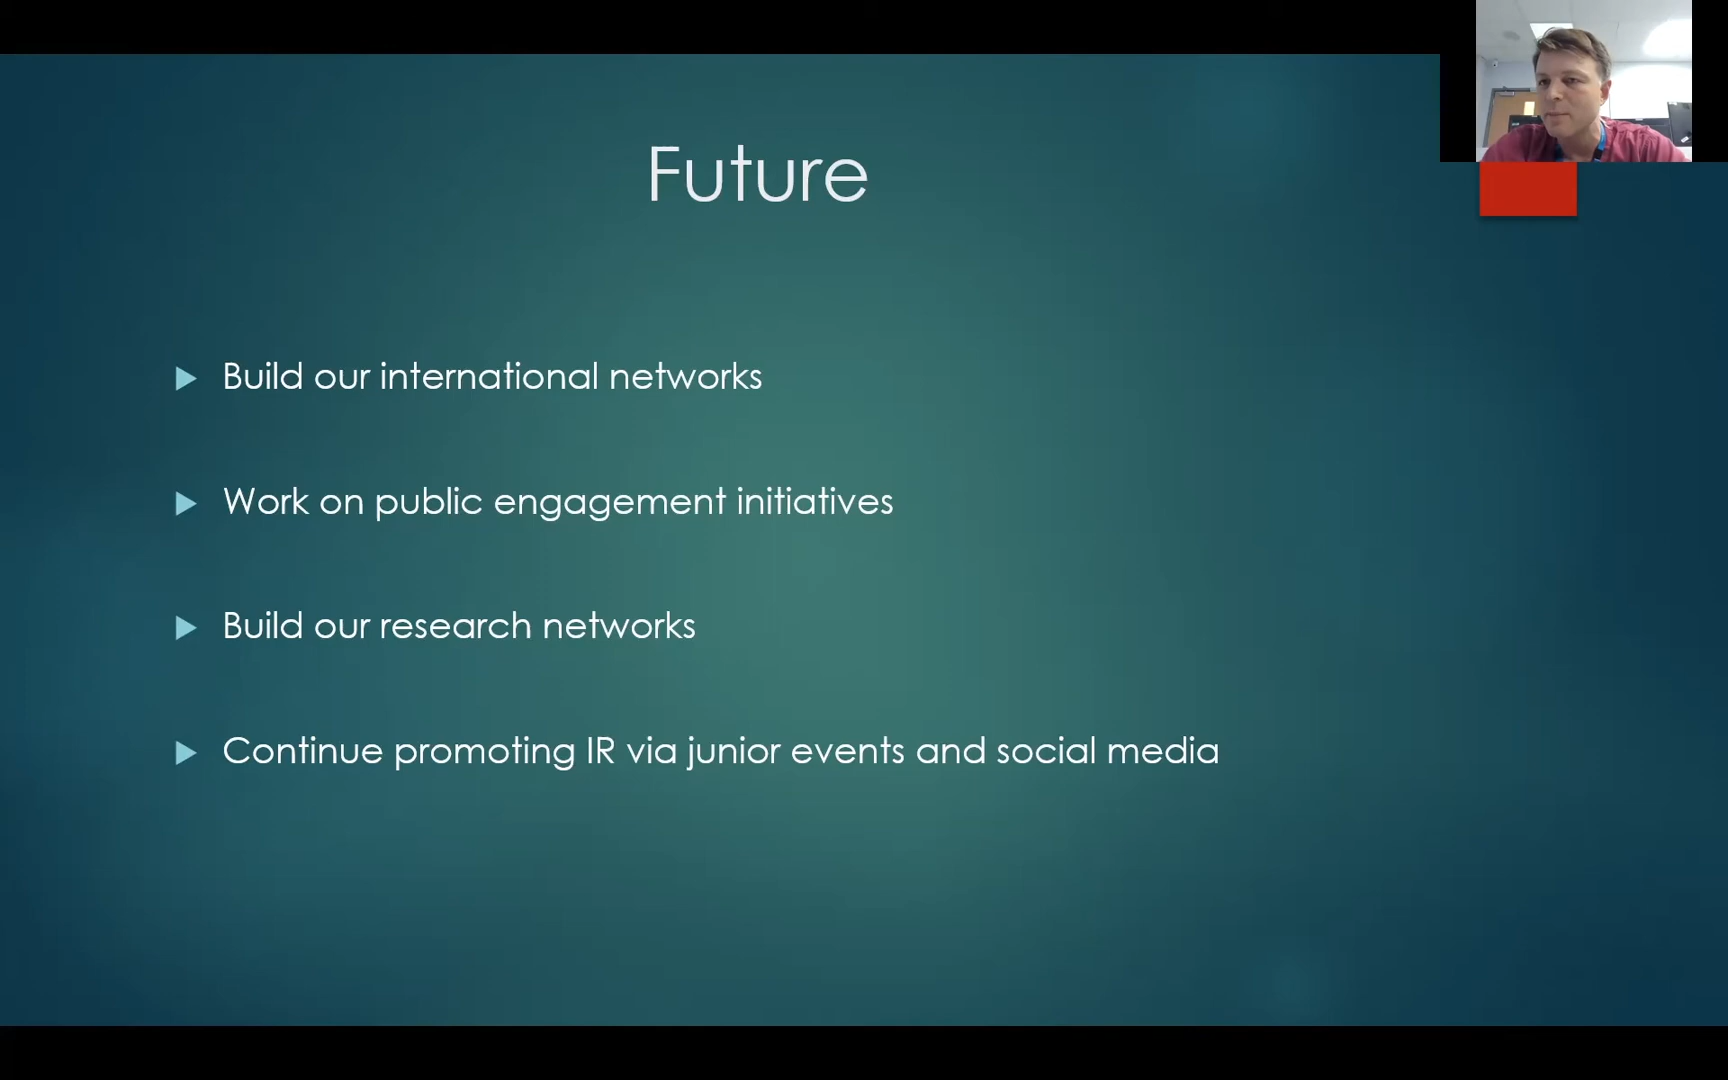 Future
Build our international networks
Work on public engagement initiatives
Build our research networks
Continue promoting IR via junior events and social media